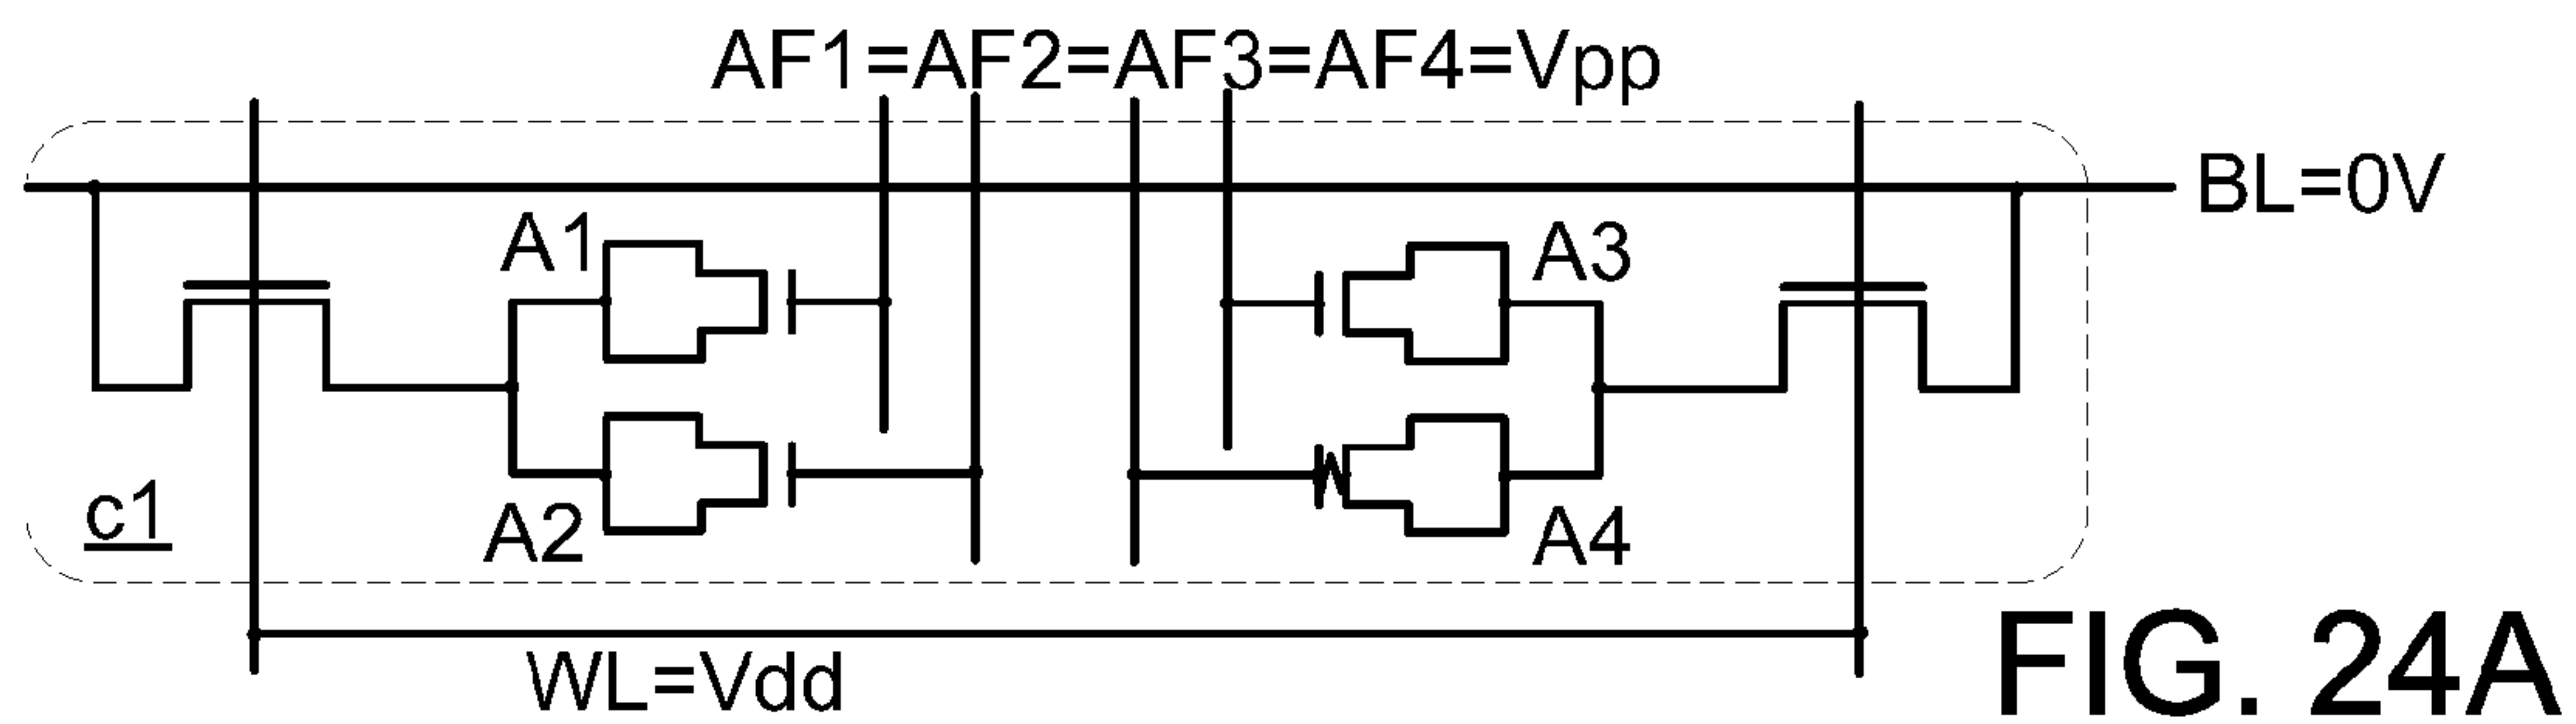 AF1=AF2=AF3=AF4=Vpp
BL=0V
A1
A3
c1
A2
A4
WL=Vdd
FIG. 24A